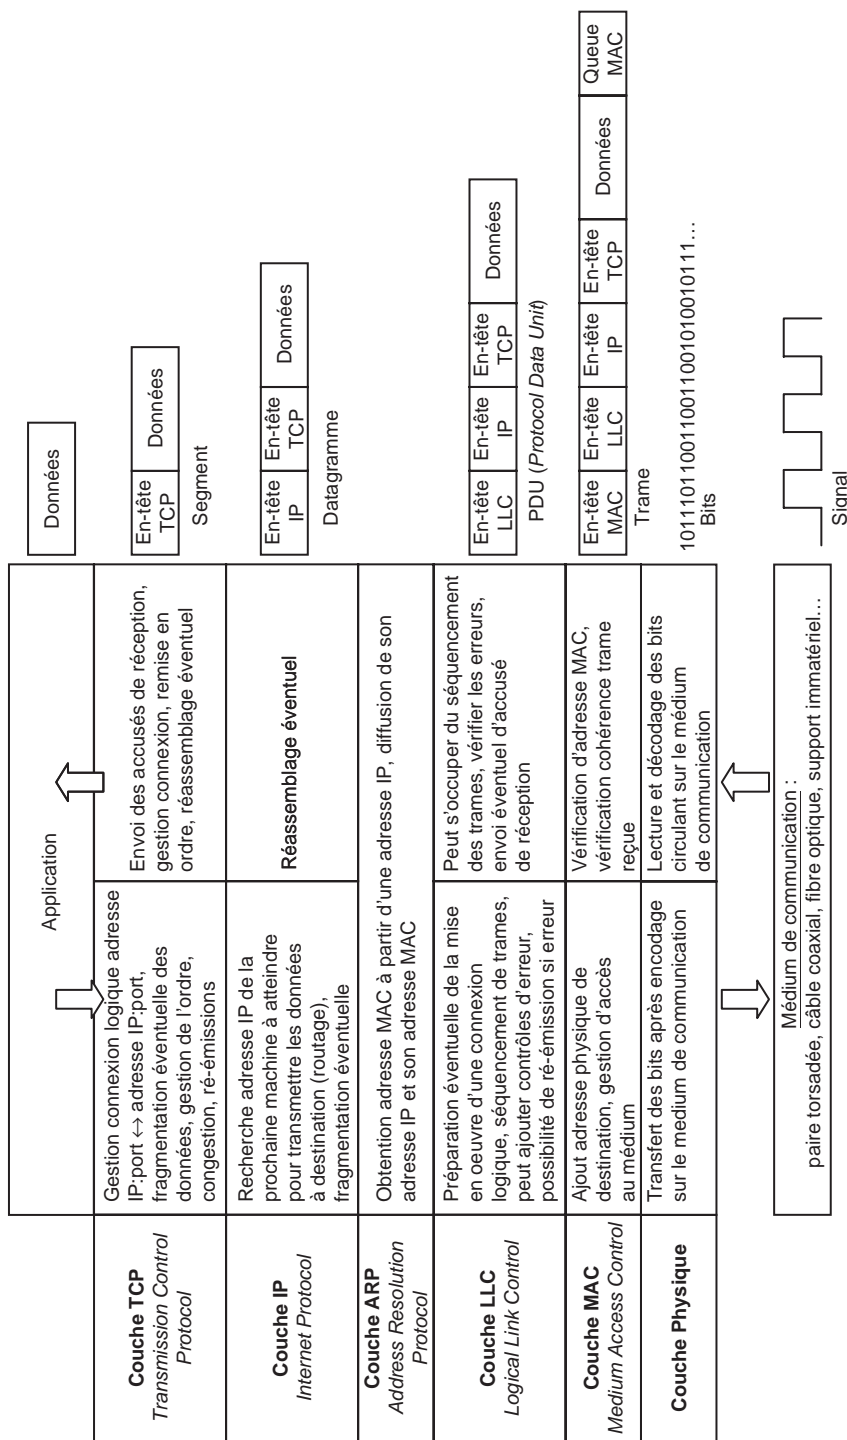 Application
Données
Couche TCP
Transmission Control
Protocol
Gestion connexion logique adresse
IP:port ↔ adresse IP:port,
fragmentation éventuelle des
données, gestion de l'ordre,
congestion, ré-émissions
Envoi des accusés de réception,
gestion connexion, remise en
ordre, réassemblage éventuel
En-tête
TCP
Données
Segment
Couche IP
Internet Protocol
Recherche adresse IP de la
prochaine machine à atteindre
pour transmettre les données
à destination (routage),
fragmentation éventuelle
Réassemblage éventuel
En-tête
IP
En-tête
TCP
Données
Datagramme
Couche ARP
Address Resolution
Protocol
Obtention adresse MAC à partir d'une adresse IP, diffusion de son
adresse IP et son adresse MAC
Couche LLC
Logical Link Control
Préparation éventuelle de la mise
en oeuvre d'une connexion
logique, séquencement de trames,
peut ajouter contrôles d'erreur,
possibilité de ré-émission si erreur
Peut s'occuper du séquencement
des trames, vérifier les erreurs,
envoi éventuel d'accusé
de réception
En-tête
LLC
En-tête
IP
En-tête
TCP
Données
PDU (Protocol Data Unit)
Couche MAC
Medium Access Control
Ajout adresse physique de
destination, gestion d'accès
au médium
Vérification d'adresse MAC,
vérification cohérence trame
reçue
En-tête
MAC
En-tête
LLC
En-tête
IP
En-tête
TCP
Données
Queue
MAC
Trame
Couche Physique
Transfert des bits après encodage
sur le medium de communication
Lecture et décodage des bits
circulant sur le médium
de communication
1011101100110011001100101010010111...
Bits
Médium de communication :
paire torsadée, câble coaxial, fibre optique, support immatériel...
Signal